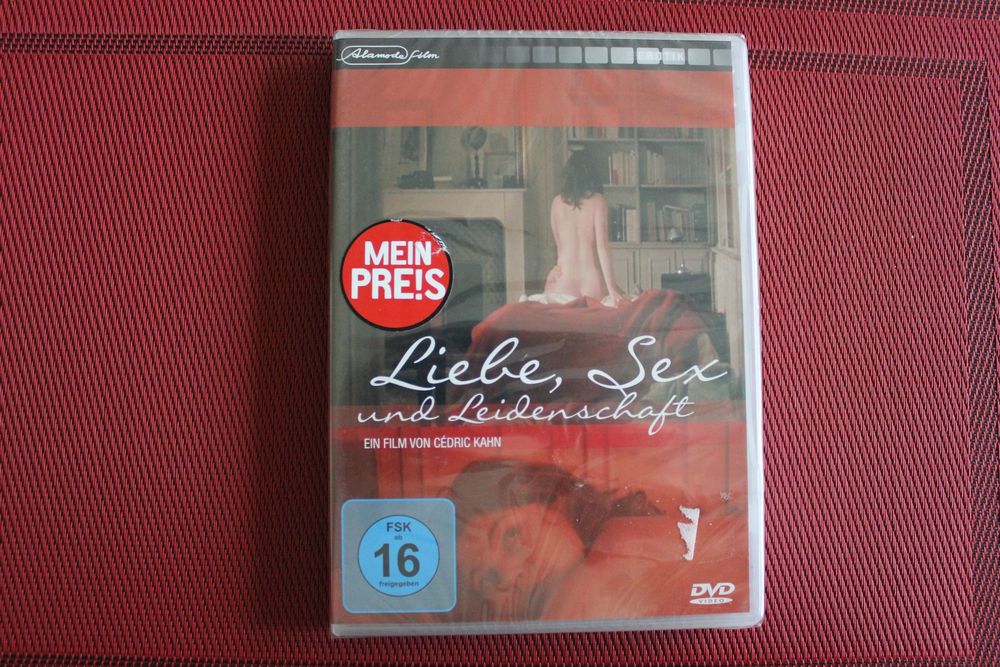 Alamode Film
EROTIK
MEIN
PRE!S
Liebe, Sex
und Leidenschaft
EIN FILM VON CÉDRIC KAHN
FSK
ab
16
freigegeben
DVD
VIDEO